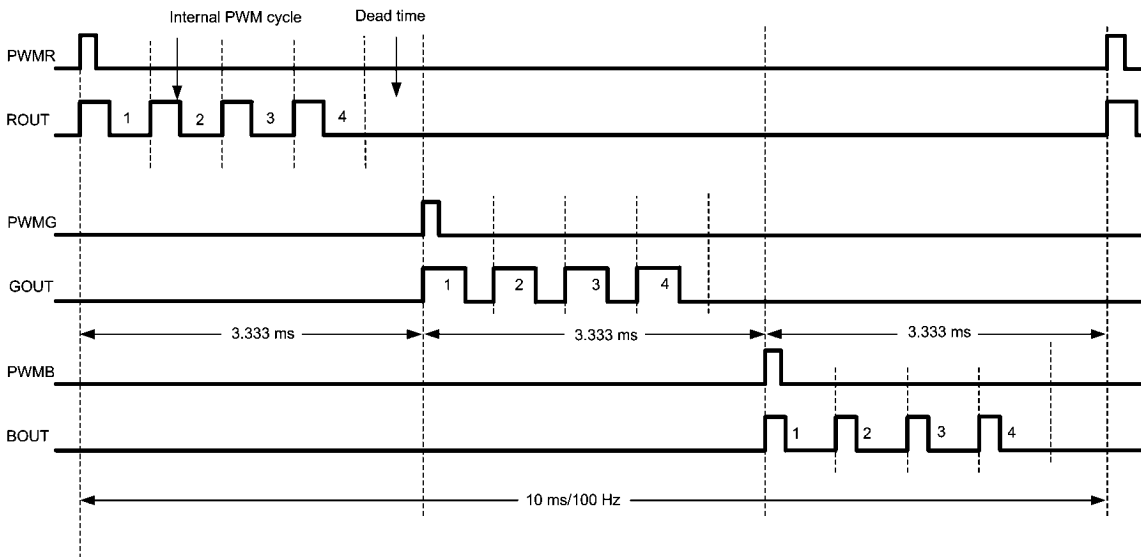 Internal PWM cycle
Dead time
PWMR
ROUT
1
2
3
4
PWMG
GOUT
1
2
3
4
3.333 ms
3.333 ms
3.333 ms
PWMB
BOUT
1
2
3
4
10 ms/100 Hz